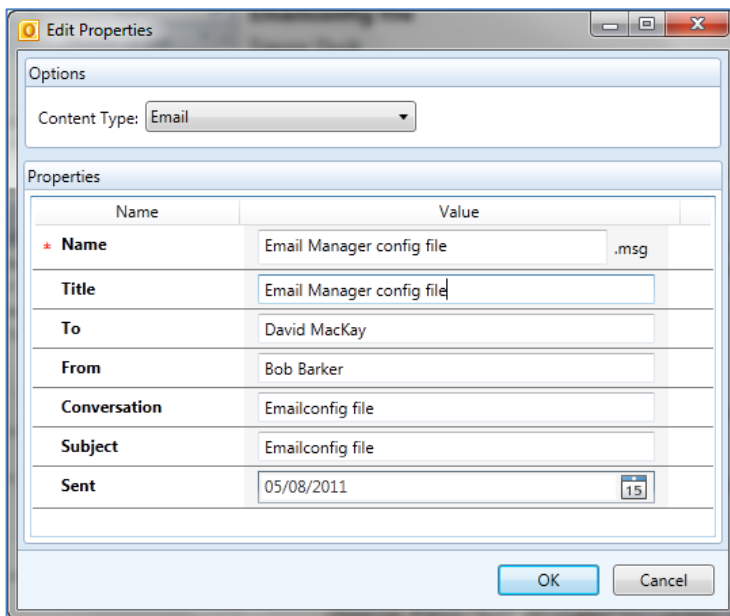 Edit Properties
Options
Content Type: Email
Properties
Name Value
* Name Email Manager config file .msg
Title Email Manager config file
To David MacKay
From Bob Barker
Conversation Emailconfig file
Subject Emailconfig file
Sent 05/08/2011 15
OK Cancel